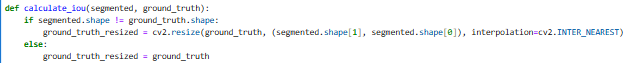 def calculate_iou(segmented, ground_truth):
    if segmented.shape != ground_truth.shape:
        ground_truth_resized = cv2.resize(ground_truth, (segmented.shape[1], segmented.shape[0]), interpolation=cv2.INTER_NEAREST)
    else:
        ground_truth_resized = ground_truth